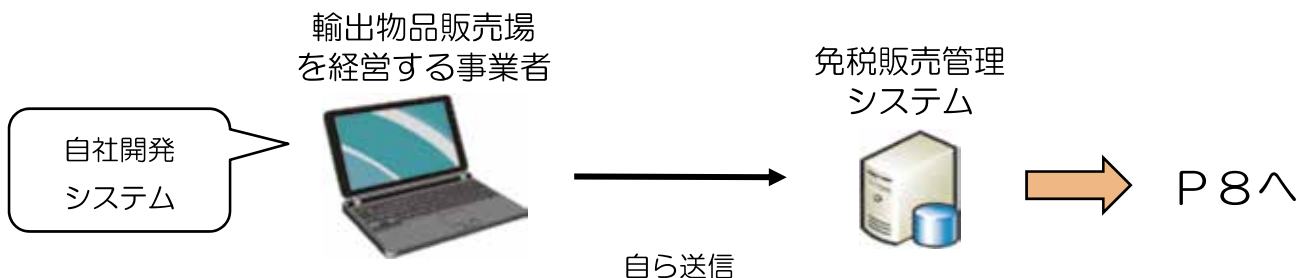 輸出物品販売場
を経営する事業者
免税販売管理
システム
自社開発
システム
Ｐ８へ
自ら送信